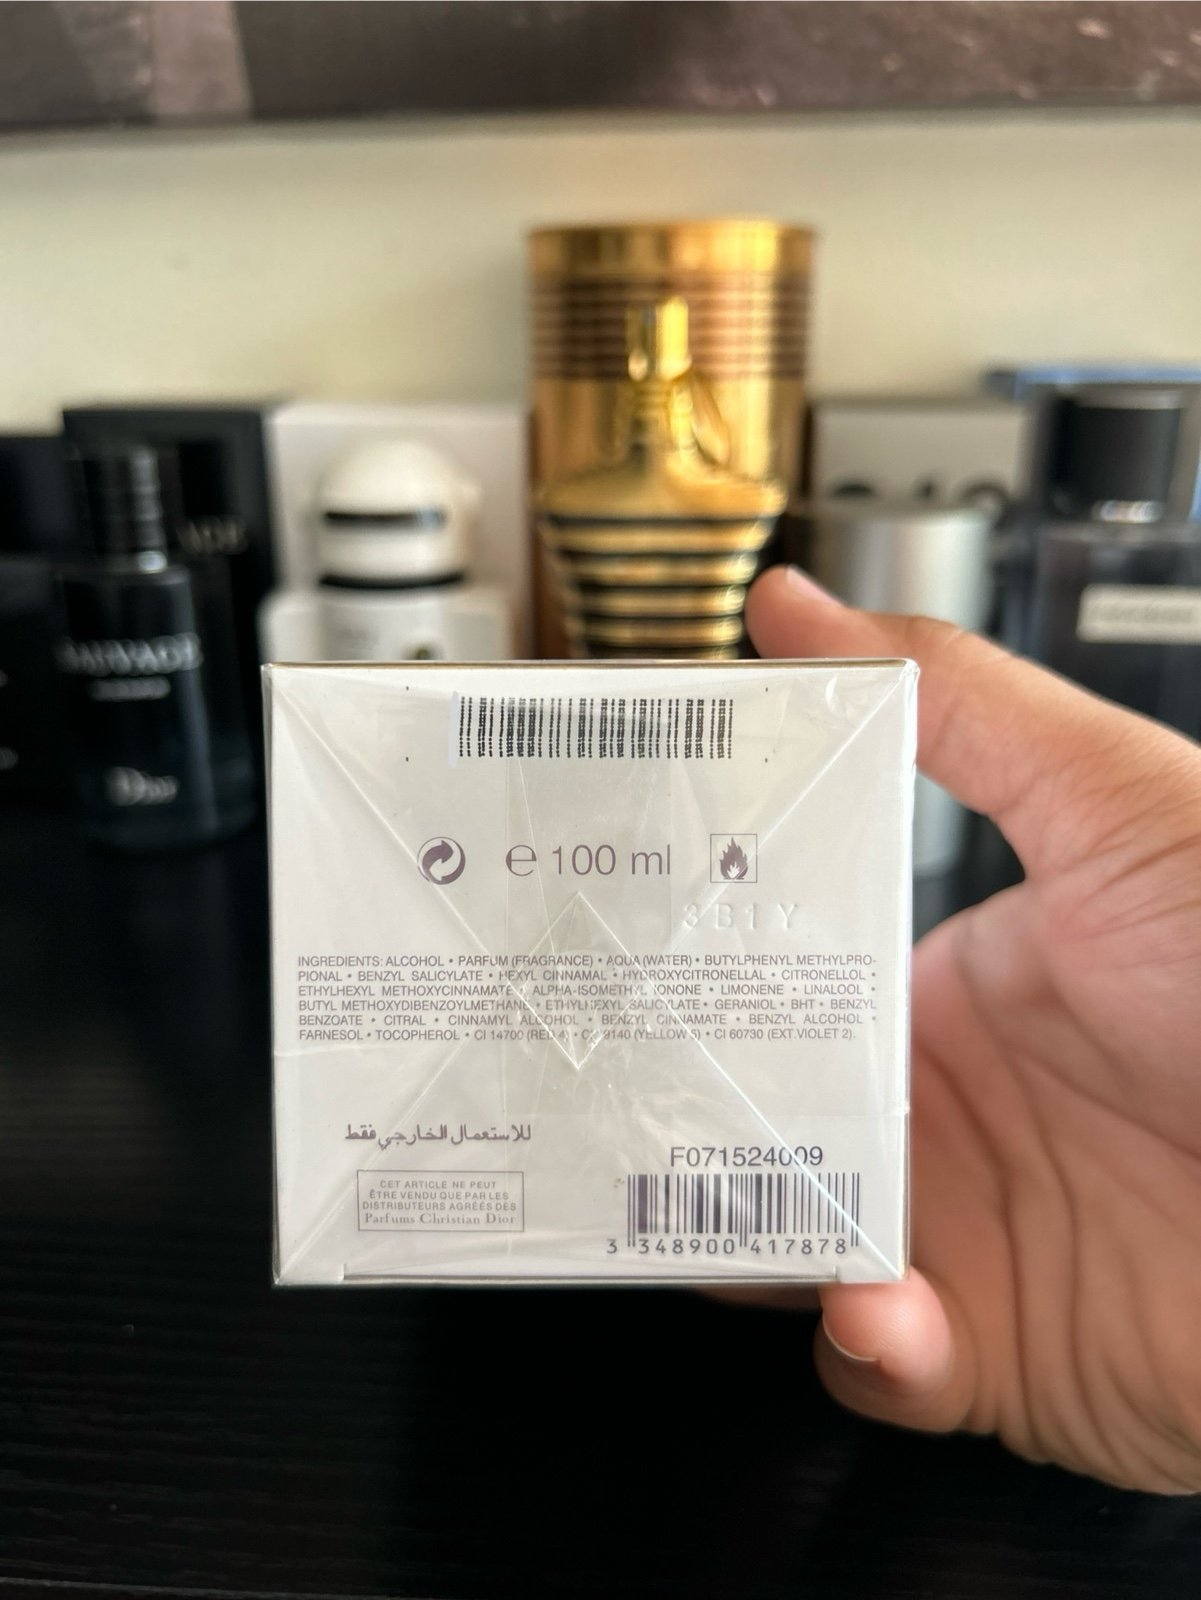 SAUVAGE
Dior
e 100 ml
3B1Y
INGREDIENTS: ALCOHOL • PARFUM (FRAGRANCE) • AQUA (WATER) • BUTYLPHENYL METHYLPRO-
PIONAL • BENZYL SALICYLATE • HEXYL CINNAMAL • HYDROXYCITRONELLAL • CITRONELLOL •
ETHYLHEXYL METHOXYCINNAMATE • ALPHA-ISOMETHYL IONONE • LIMONENE • LINALOOL •
BUTYL METHOXYDIBENZOYLMETHANE • ETHYLHEXYL SALICYLATE • GERANIOL • BHT • BENZYL
BENZOATE • CITRAL • CINNAMYL ALCOHOL • BENZYL CINNAMATE • BENZYL ALCOHOL •
FARNESOL • TOCOPHEROL • CI 14700 (RED 4) • CI 19140 (YELLOW 5) • CI 60730 (EXT.VIOLET 2).
للاستعمال الخارجي فقط
CET ARTICLE NE PEUT
ÊTRE VENDU QUE PAR LES
DISTRIBUTEURS AGRÉÉS DES
Parfums Christian Dior
F071524009
3 348900 417878